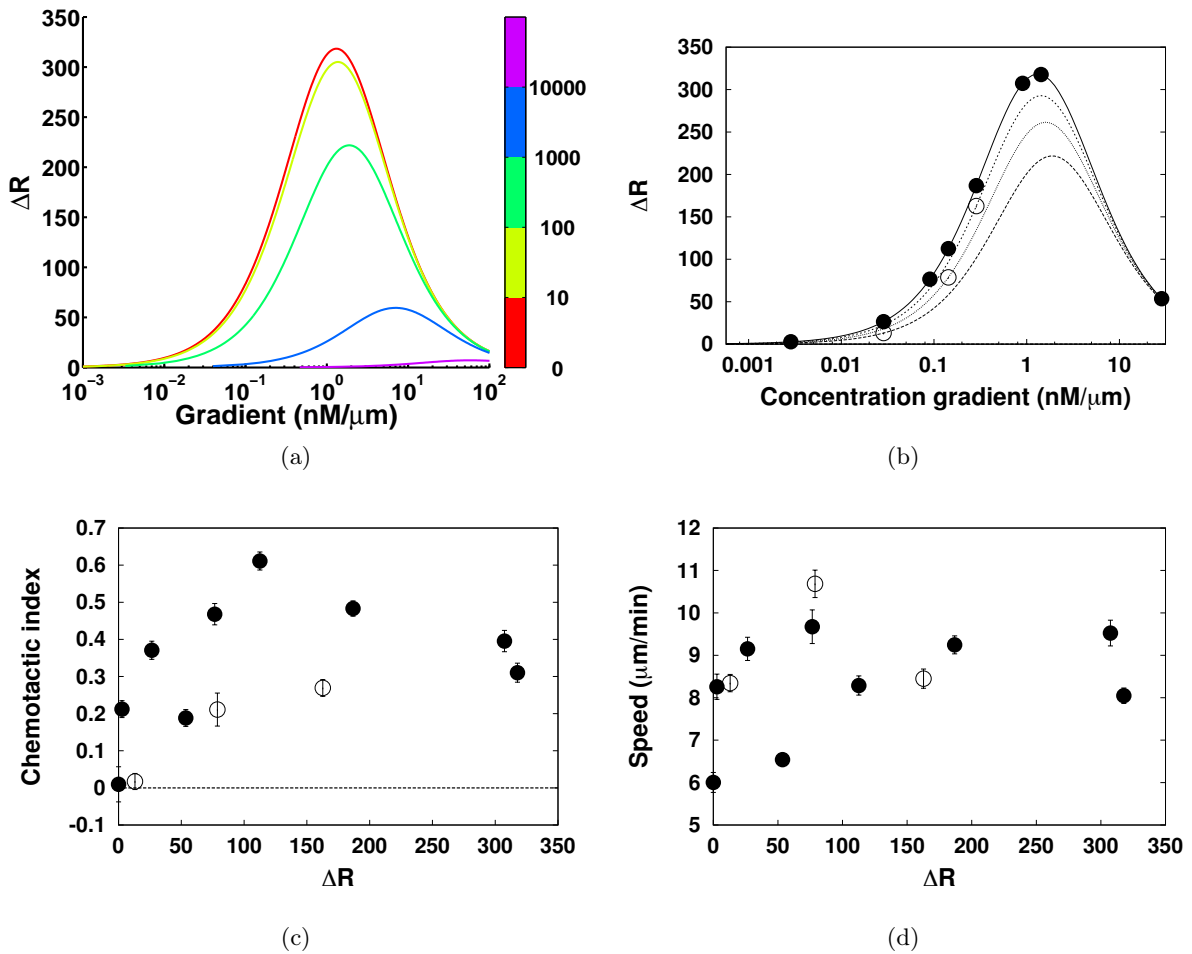 350
300
250
200
150
100
50
0
ΔR
10⁻³ 10⁻² 10⁻¹ 10⁰ 10¹ 10²
Gradient (nM/μm)
10000
1000
100
10
0
(a)
350
300
250
200
150
100
50
0
ΔR
0.001 0.01 0.1 1 10
Concentration gradient (nM/μm)
(b)
0.7
0.6
0.5
0.4
0.3
0.2
0.1
0
-0.1
Chemotactic index
0 50 100 150 200 250 300 350
ΔR
(c)
12
11
10
9
8
7
6
5
Speed (μm/min)
0 50 100 150 200 250 300 350
ΔR
(d)